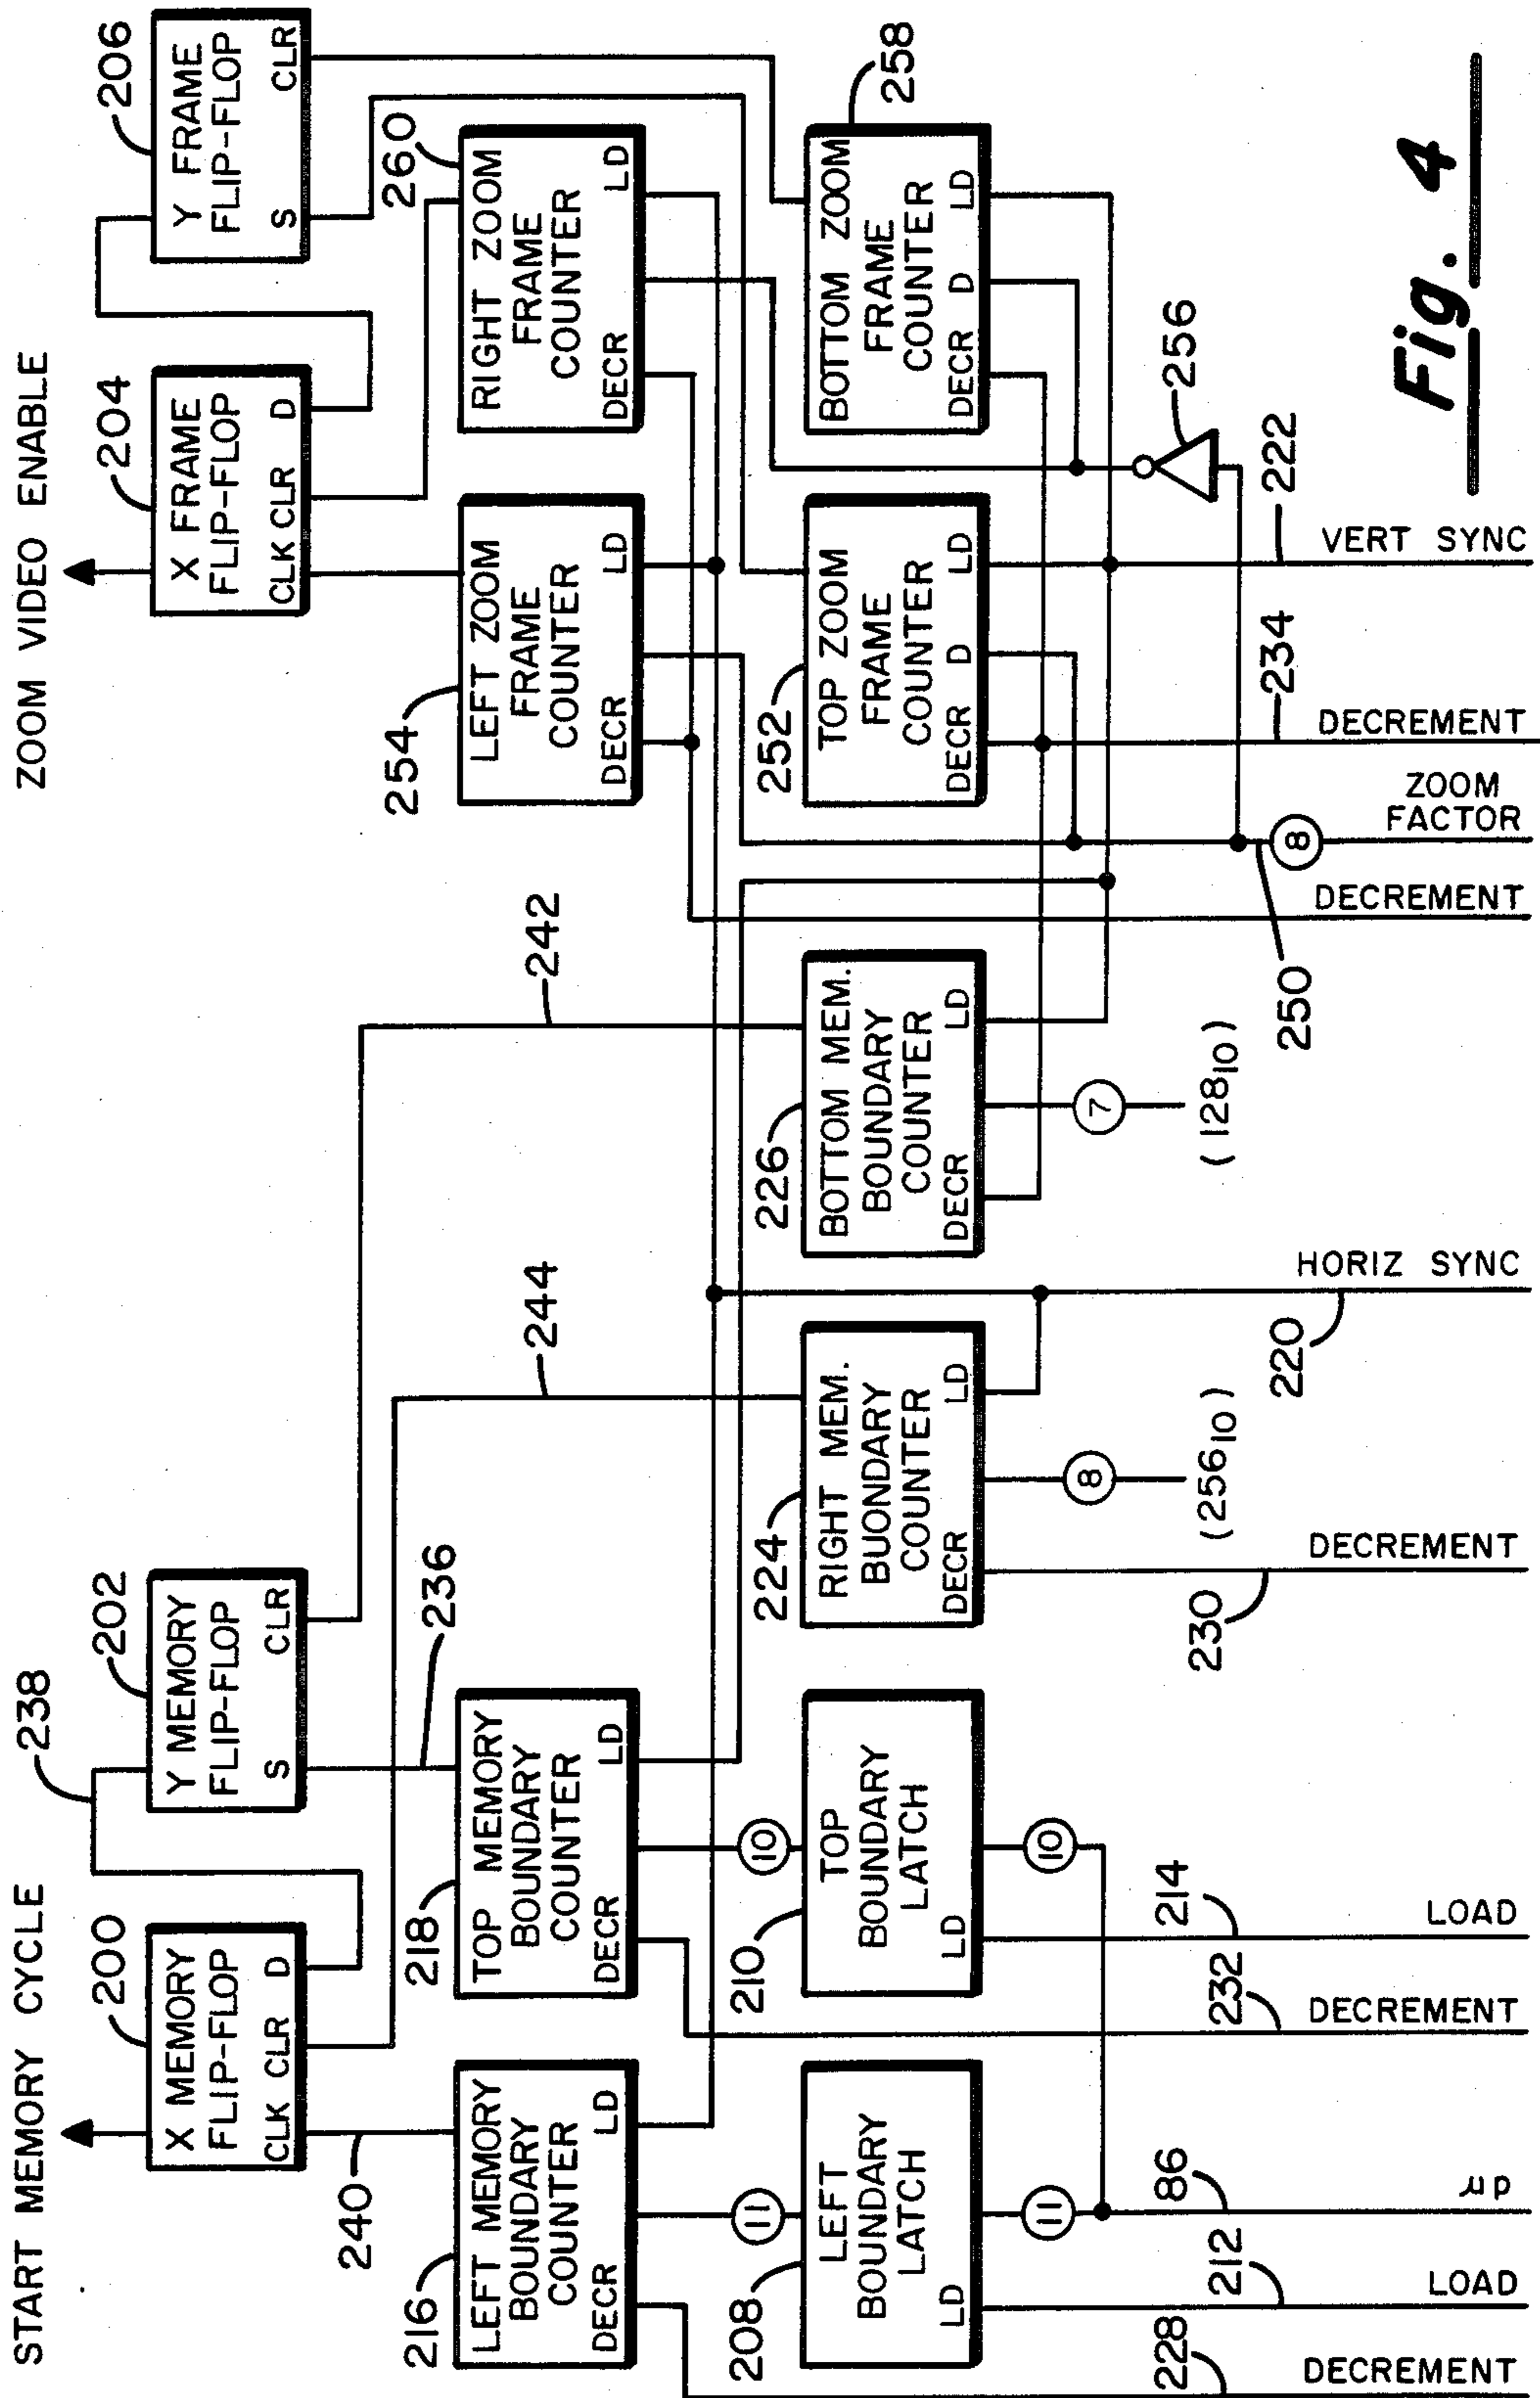 START MEMORY CYCLE
ZOOM VIDEO ENABLE
200
X MEMORY
FLIP-FLOP
CLK CLR D
238
202
Y MEMORY
FLIP-FLOP
S CLR
204
X FRAME
FLIP-FLOP
CLK CLR D
206
Y FRAME
FLIP-FLOP
S CLR
240
236
244
242
216
LEFT MEMORY
BOUNDARY
COUNTER
DECR LD
218
TOP MEMORY
BOUNDARY
COUNTER
DECR LD
254
LEFT ZOOM
FRAME
COUNTER
DECR LD
260
RIGHT ZOOM
FRAME
COUNTER
DECR LD
11
10
208
LEFT
BOUNDARY
LATCH
LD
210
TOP
BOUNDARY
LATCH
LD
224
RIGHT MEM.
BUONDARY
COUNTER
DECR LD
226
BOTTOM MEM.
BOUNDARY
COUNTER
DECR LD
252
TOP ZOOM
FRAME
COUNTER
DECR D LD
258
BOTTOM ZOOM
FRAME
COUNTER
DECR D LD
11
10
8
7
(256₁₀)
(128₁₀)
256
8
228
212
86
232
214
230
220
250
234
222
DECREMENT
LOAD
μp
DECREMENT
LOAD
DECREMENT
HORIZ SYNC
DECREMENT
ZOOM
FACTOR
DECREMENT
VERT SYNC
Fig. 4